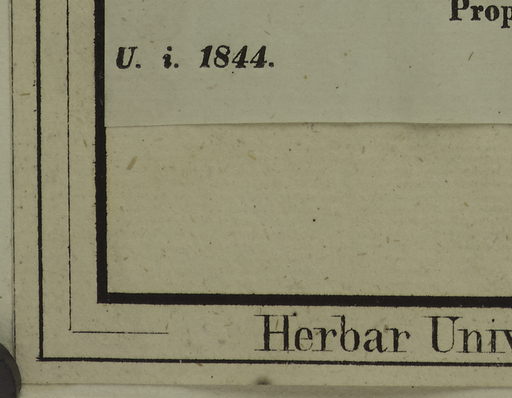 Prop
U. i. 1844.
Herbar Univ